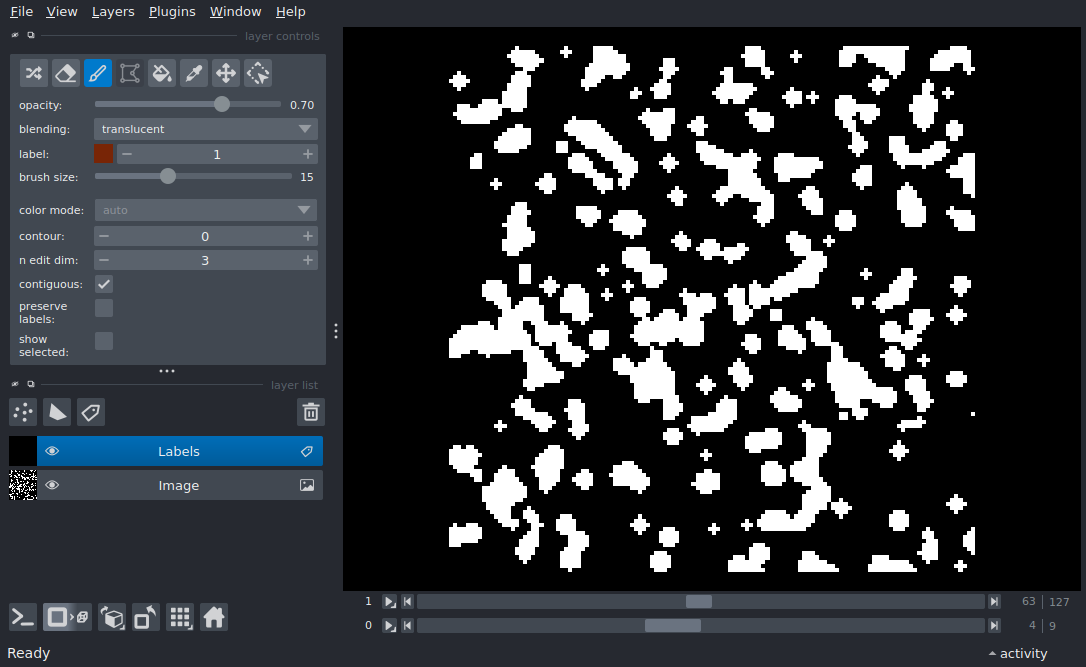 File View Layers Plugins Window Help
layer controls
opacity: 0.70
blending: translucent
label: 1
brush size: 15
color mode: auto
contour: 0
n edit dim: 3
contiguous:
preserve
labels:
show
selected:
layer list
Labels
Image
1 63 | 127
0 4 | 9
Ready activity